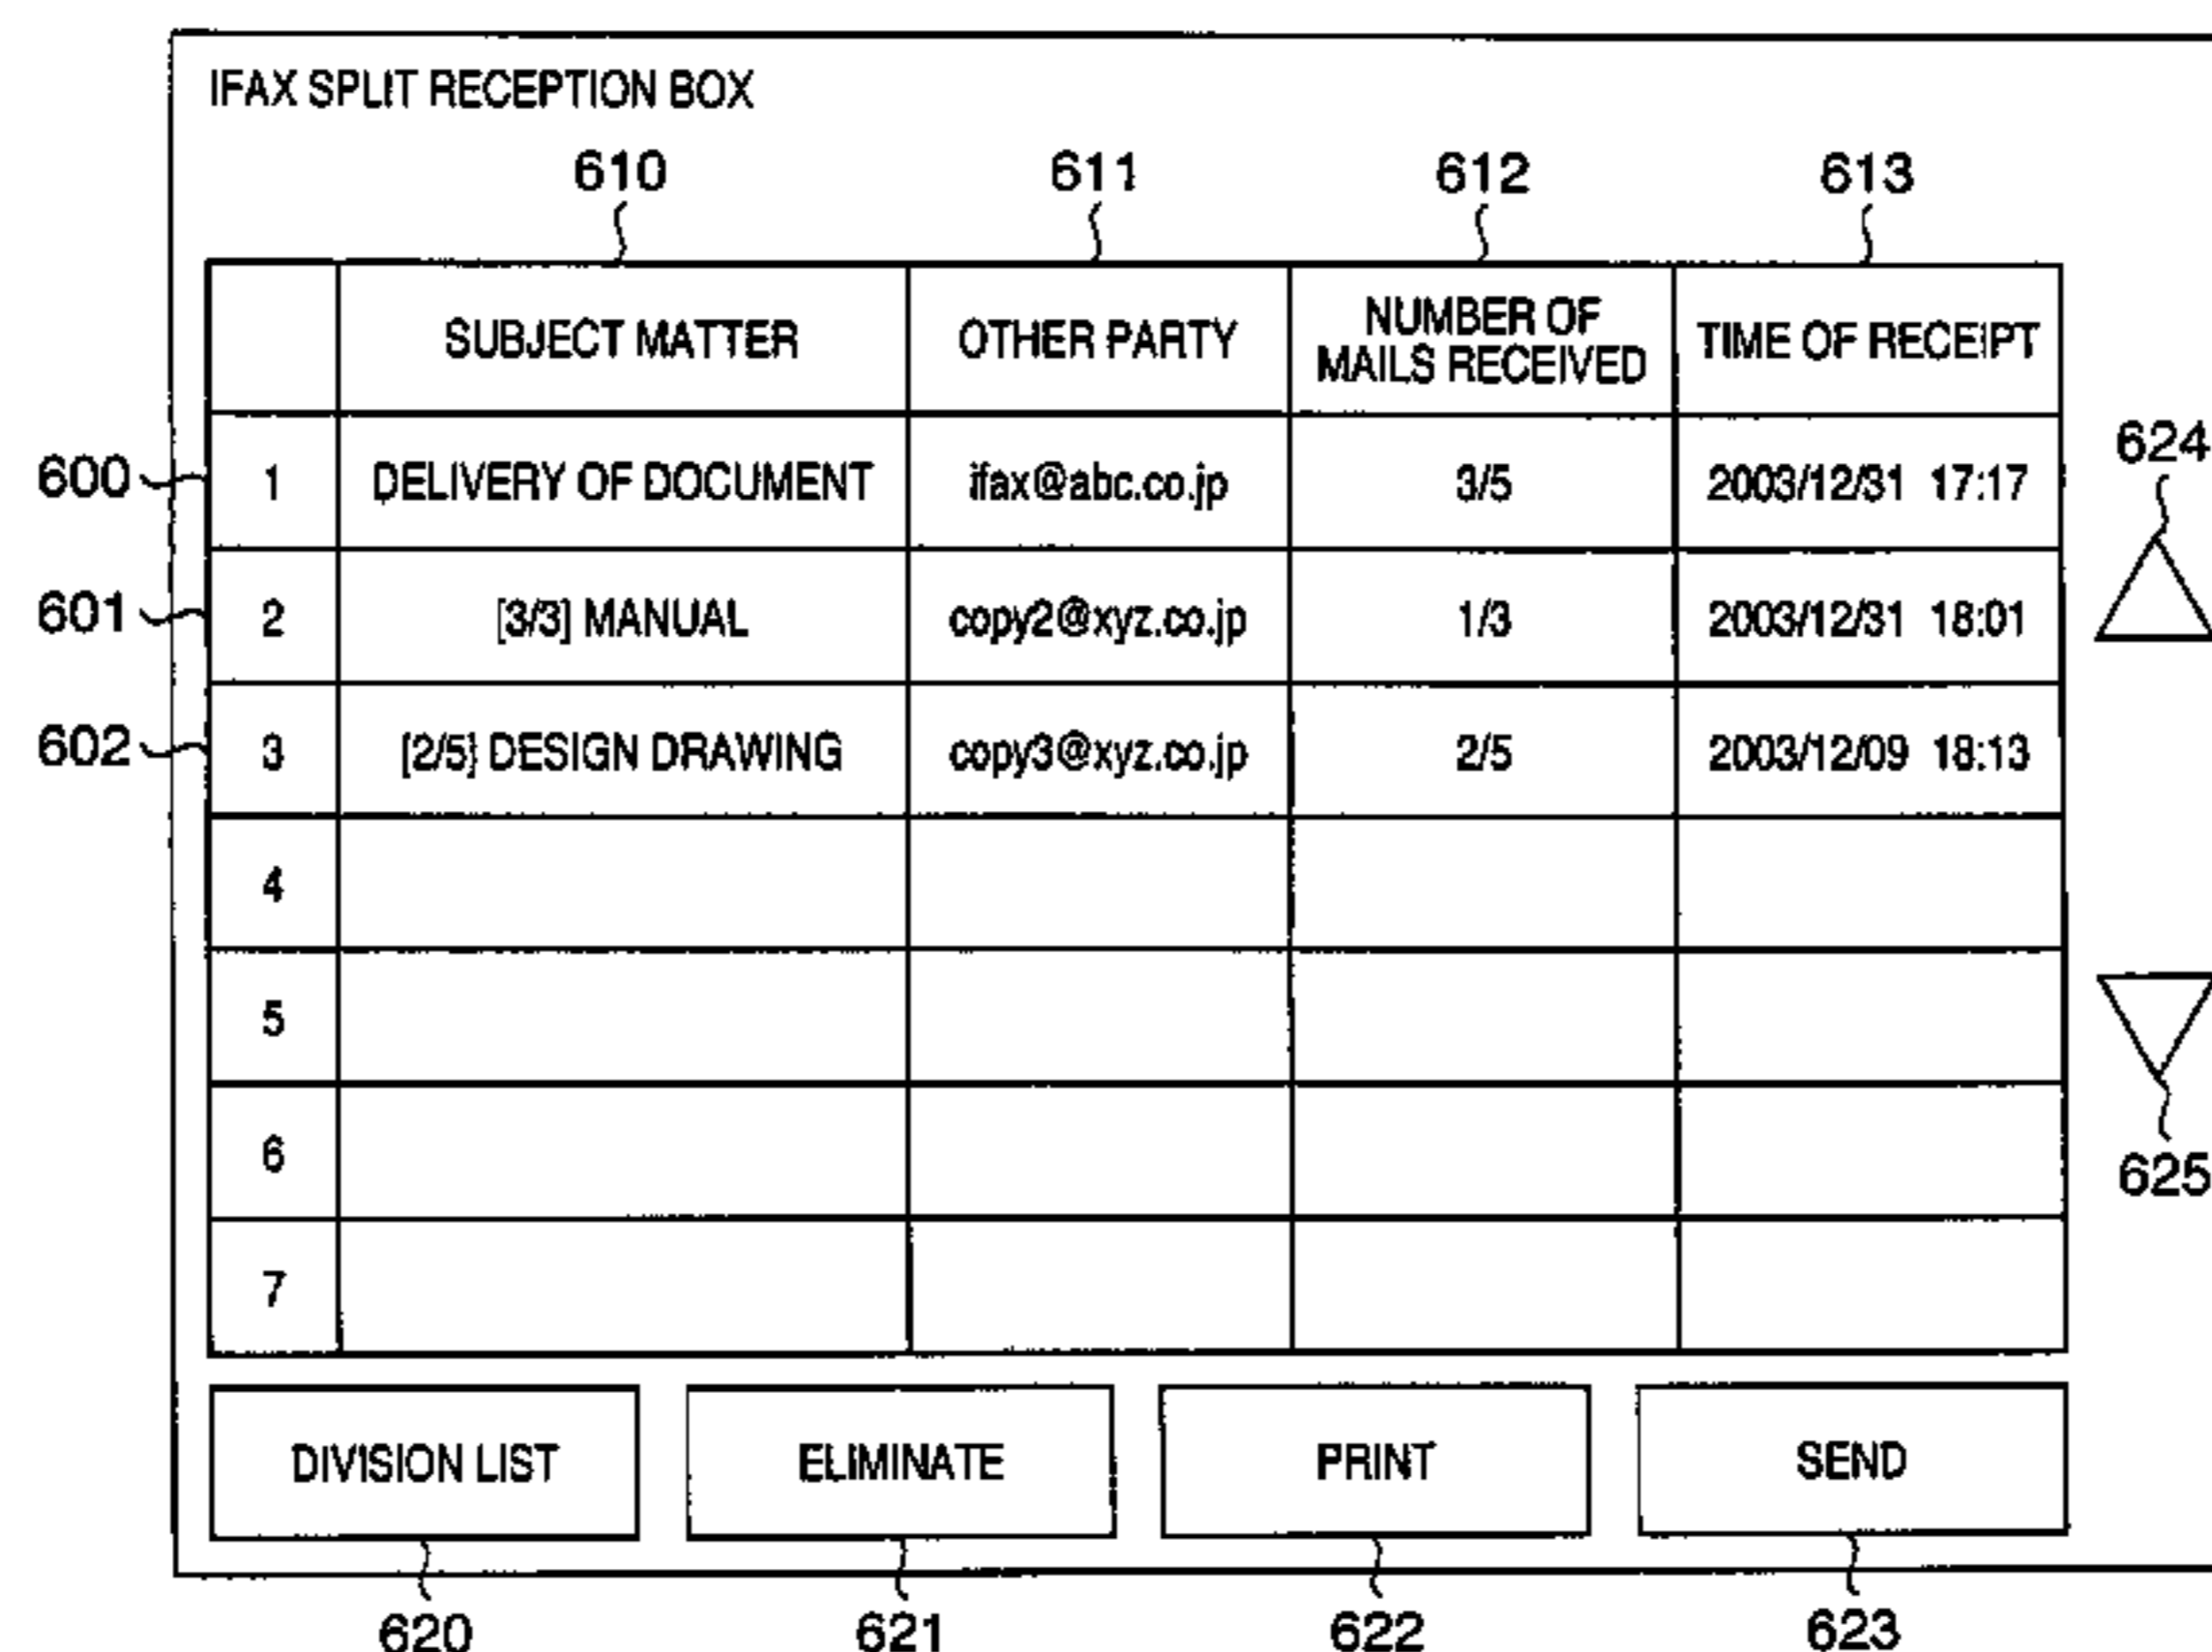 IFAX SPLIT RECEPTION BOX
610 611 612 613
SUBJECT MATTER OTHER PARTY NUMBER OF MAILS RECEIVED TIME OF RECEIPT
624
600 1 DELIVERY OF DOCUMENT ifax@abc.co.jp 3/5 2003/12/31 17:17
601 2 [3/3] MANUAL copy2@xyz.co.jp 1/3 2003/12/31 18:01
602 3 [2/5} DESIGN DRAWING copy3@xyz.co.jp 2/5 2003/12/09 18:13
4
5
6
625
7
DIVISION LIST ELIMINATE PRINT SEND
620 621 622 623